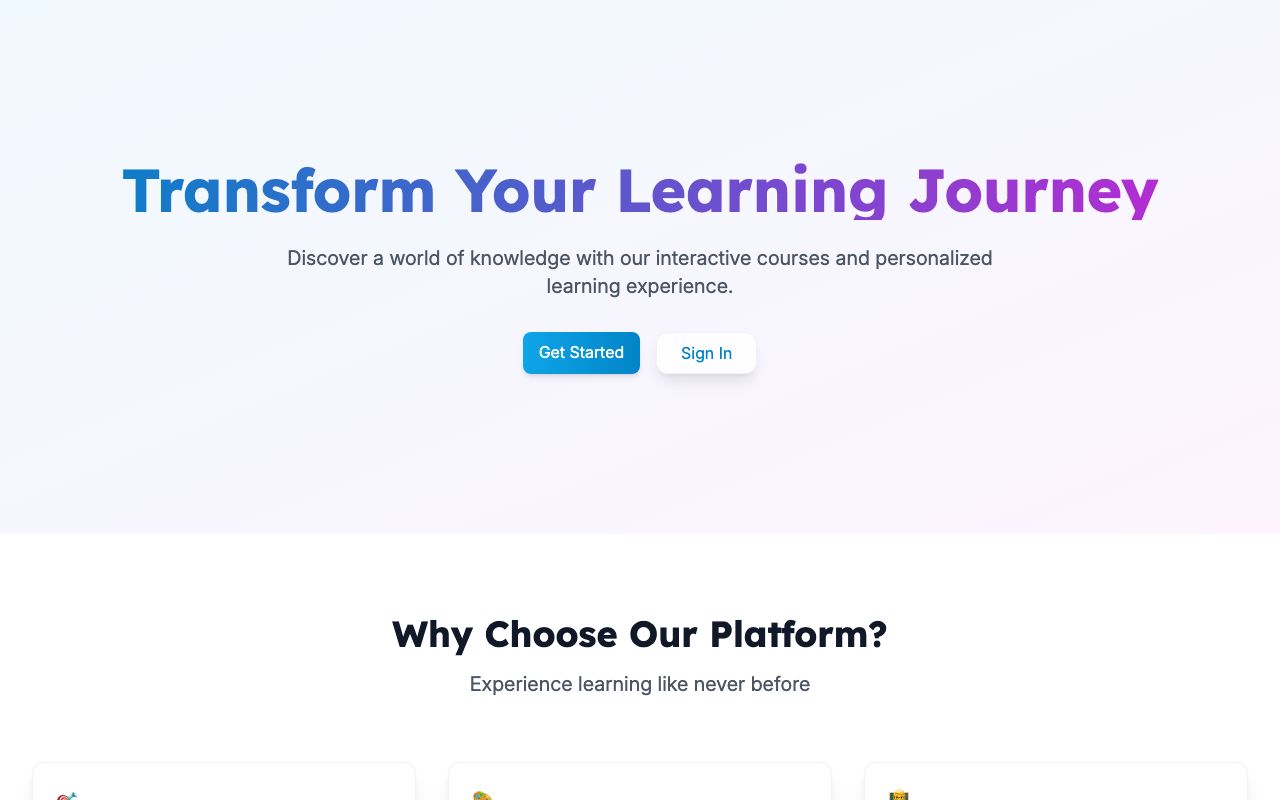 Transform Your Learning Journey
Discover a world of knowledge with our interactive courses and personalized
learning experience.
Get Started
Sign In
Why Choose Our Platform?
Experience learning like never before